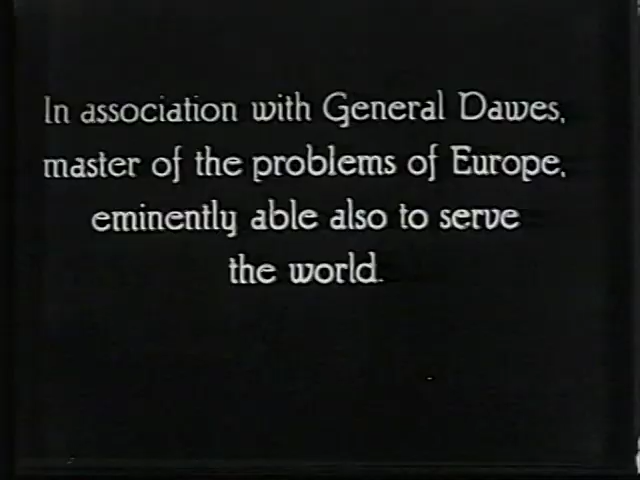 In association with General Dawes,
master of the problems of Europe,
eminently able also to serve
the world.